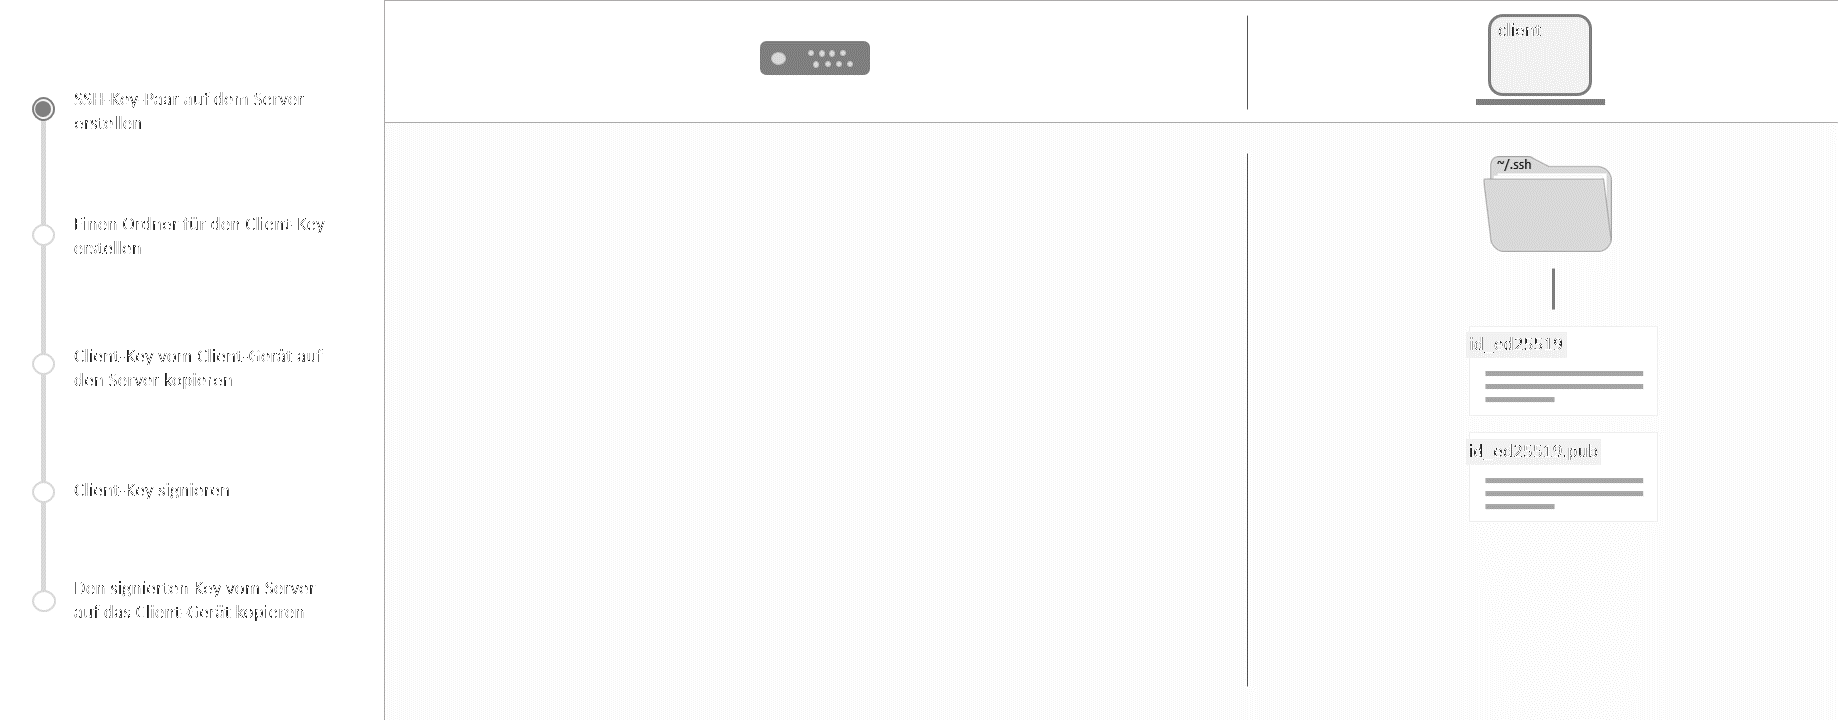 client
SSH-Key-Paar auf dem Server
erstellen
Einen Ordner für den Client-Key
erstellen
Client-Key vom Client-Gerät auf
den Server kopieren
Client-Key signieren
Den signierten Key vom Server
auf das Client-Gerät kopieren
~/.ssh
id_ed25519
id_ed25519.pub